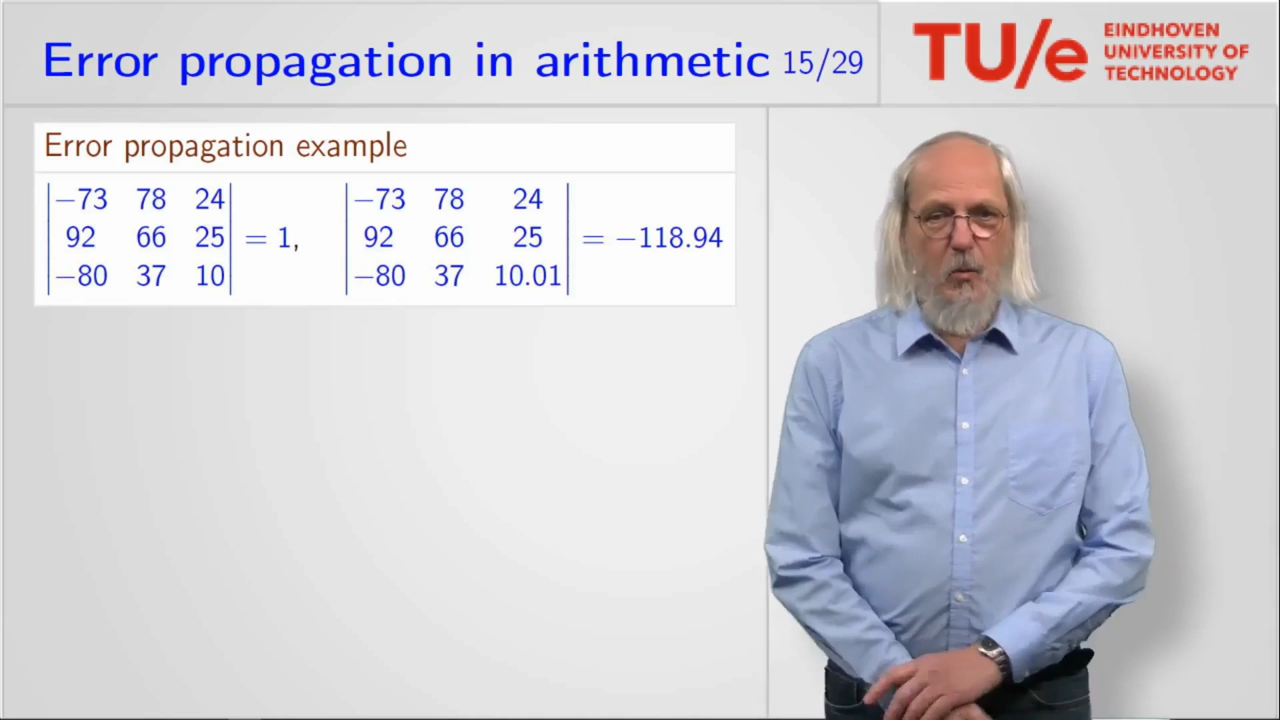 Error propagation in arithmetic 15/29
TU/e EINDHOVEN
UNIVERSITY OF
TECHNOLOGY
Error propagation example
|−73 78 24| |−73 78 24|
|92 66 25| = 1, |92 66 25| = −118.94
|−80 37 10| |−80 37 10.01|